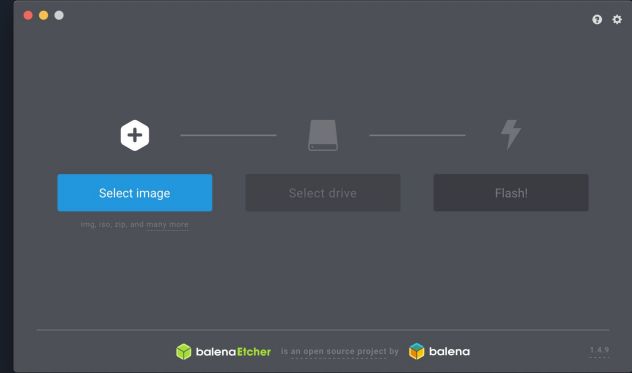 Select image
Select drive
Flash!
img, iso, zip, and many more
balenaEtcher is an open source project by balena
1.4.9